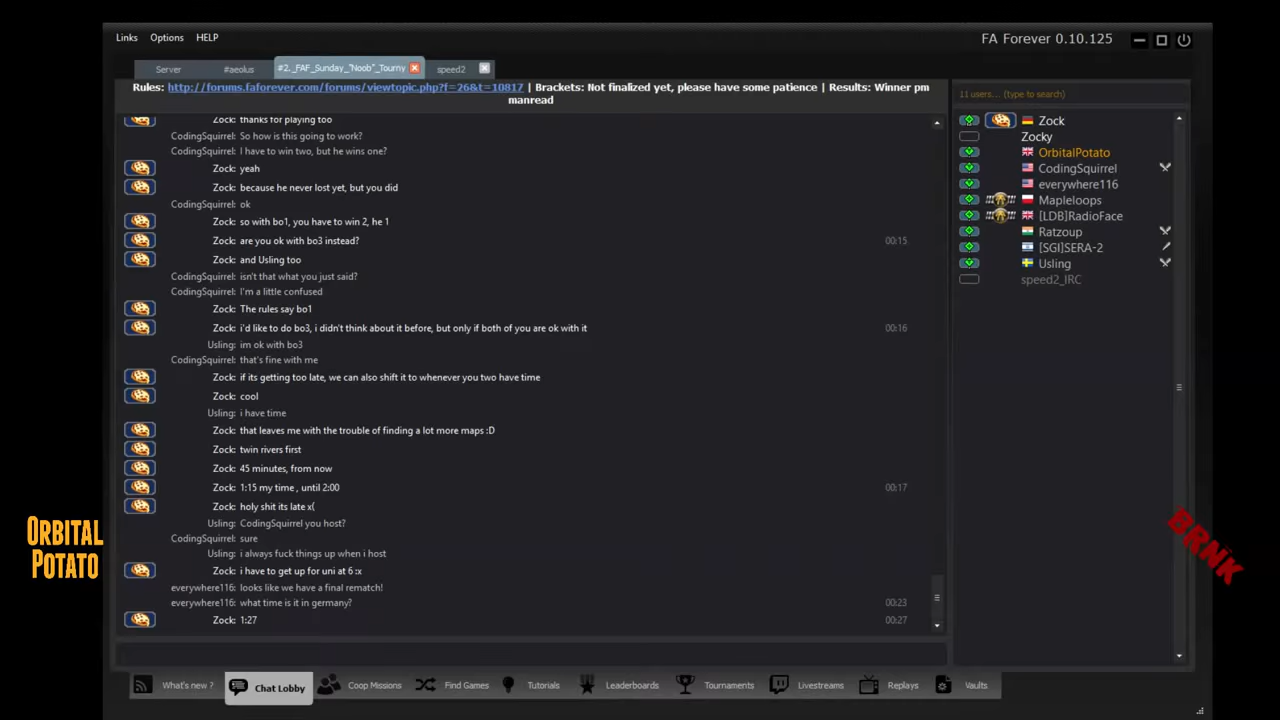 Links Options HELP
FA Forever 0.10.125
Server #aeolus #2._FAF_Sunday_"Noob"_Tourny speed2
Rules: http://forums.faforever.com/forums/viewtopic.php?f=26&t=10817 | Brackets: Not finalized yet, please have some patience | Results: Winner pm
manread
Zock: thanks for playing too
CodingSquirrel: So how is this going to work?
CodingSquirrel: I have to win two, but he wins one?
Zock: yeah
Zock: because he never lost yet, but you did
CodingSquirrel: ok
Zock: so with bo1, you have to win 2, he 1
Zock: are you ok with bo3 instead? 00:15
Zock: and Usling too
CodingSquirrel: isn't that what you just said?
CodingSquirrel: I'm a little confused
Zock: The rules say bo1
Zock: i'd like to do bo3, i didn't think about it before, but only if both of you are ok with it 00:16
Usling: im ok with bo3
CodingSquirrel: that's fine with me
Zock: if its getting too late, we can also shift it to whenever you two have time
Zock: cool
Usling: i have time
Zock: that leaves me with the trouble of finding a lot more maps :D
Zock: twin rivers first
Zock: 45 minutes, from now
Zock: 1:15 my time , until 2:00 00:17
Zock: holy shit its late x(
Usling: CodingSquirrel you host?
CodingSquirrel: sure
Usling: i always fuck things up when i host
Zock: i have to get up for uni at 6 :x
everywhere116: looks like we have a final rematch!
everywhere116: what time is it in germany? 00:23
Zock: 1:27 00:27
11 users... (type to search)
Zock
Zocky
OrbitalPotato
CodingSquirrel
everywhere116
Mapleloops
[LDB]RadioFace
Ratzoup
[SGI]SERA-2
Usling
speed2_IRC
ORBITAL
POTATO
BRNK
What's new ? Chat Lobby Coop Missions Find Games Tutorials Leaderboards Tournaments Livestreams Replays Vaults